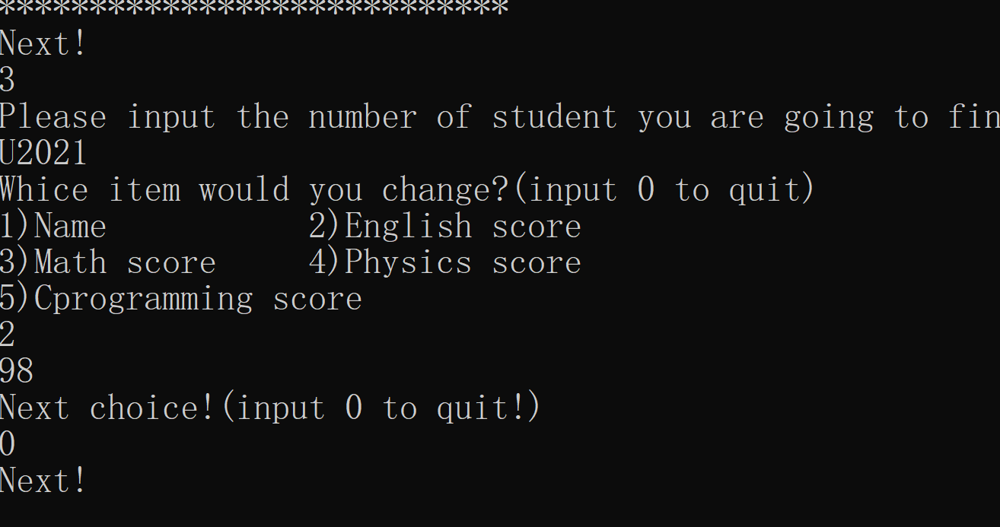 ****************************
Next!
3
Please input the number of student you are going to fin
U2021
Whice item would you change?(input 0 to quit)
1)Name 2)English score
3)Math score 4)Physics score
5)Cprogramming score
2
98
Next choice!(input 0 to quit!)
0
Next!